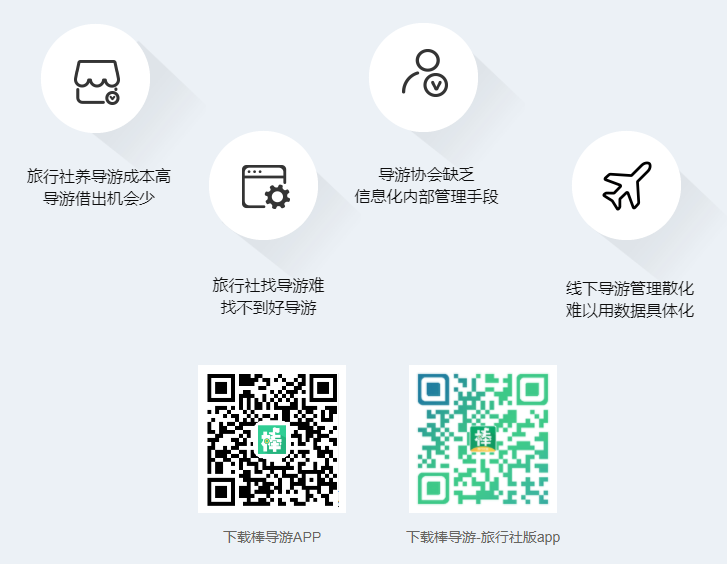 旅行社养导游成本高
导游借出机会少
旅行社找导游难
找不到好导游
导游协会缺乏
信息化内部管理手段
线下导游管理散化
难以用数据具体化
棒
棒
下载棒导游APP
下载棒导游-旅行社版app